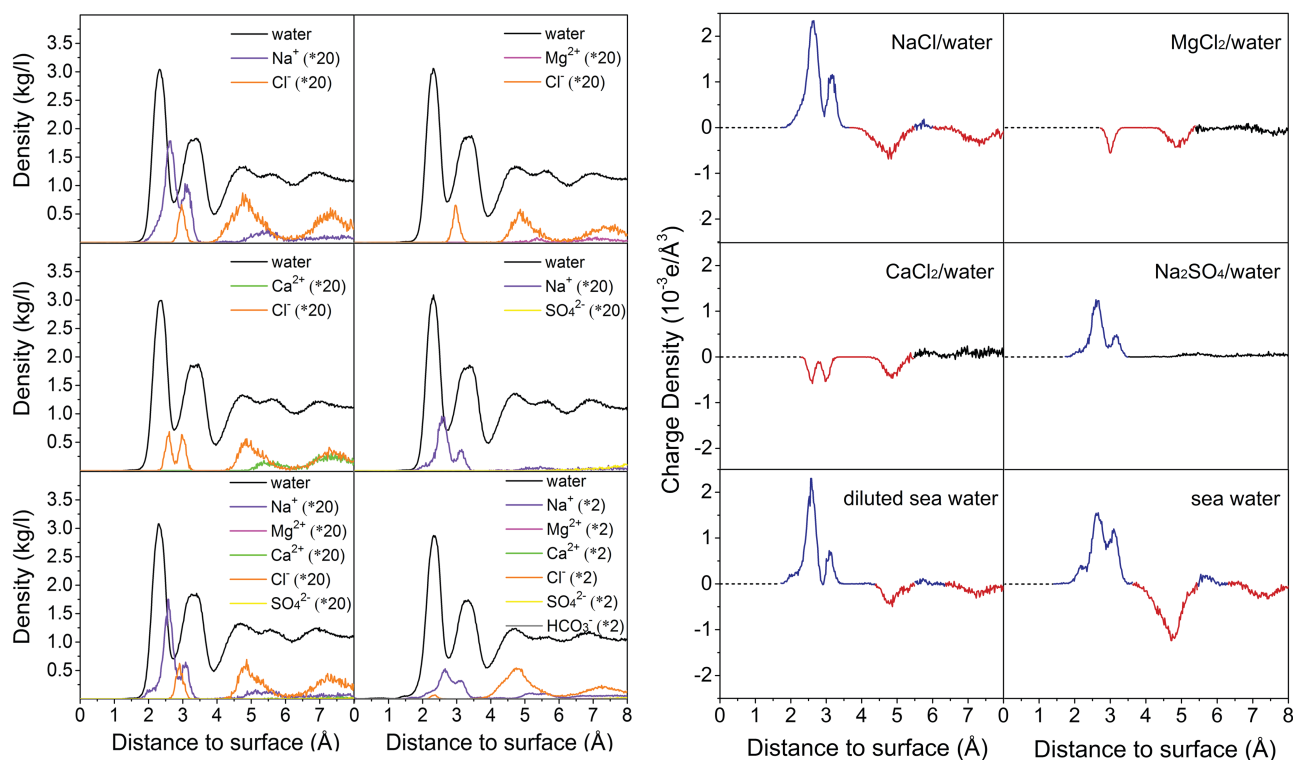 Density (kg/l)
3.5
3.0
2.5
2.0
1.5
1.0
0.5
water
Na⁺ (*20)
Cl⁻ (*20)
water
Mg²⁺ (*20)
Cl⁻ (*20)
Density (kg/l)
3.5
3.0
2.5
2.0
1.5
1.0
0.5
water
Ca²⁺ (*20)
Cl⁻ (*20)
water
Na⁺ (*20)
SO₄²⁻ (*20)
Density (kg/l)
3.5
3.0
2.5
2.0
1.5
1.0
0.5
water
Na⁺ (*20)
Mg²⁺ (*20)
Ca²⁺ (*20)
Cl⁻ (*20)
SO₄²⁻ (*20)
water
Na⁺ (*2)
Mg²⁺ (*2)
Ca²⁺ (*2)
Cl⁻ (*2)
SO₄²⁻ (*2)
HCO₃⁻ (*2)
0 1 2 3 4 5 6 7 0 1 2 3 4 5 6 7 8
Distance to surface (Å) Distance to surface (Å)
Charge Density (10⁻³e/Å³)
2
1
0
-1
2
NaCl/water
MgCl₂/water
2
1
0
-1
-2
CaCl₂/water
Na₂SO₄/water
2
1
0
-1
-2
diluted sea water
sea water
0 1 2 3 4 5 6 7 0 1 2 3 4 5 6 7 8
Distance to surface (Å) Distance to surface (Å)